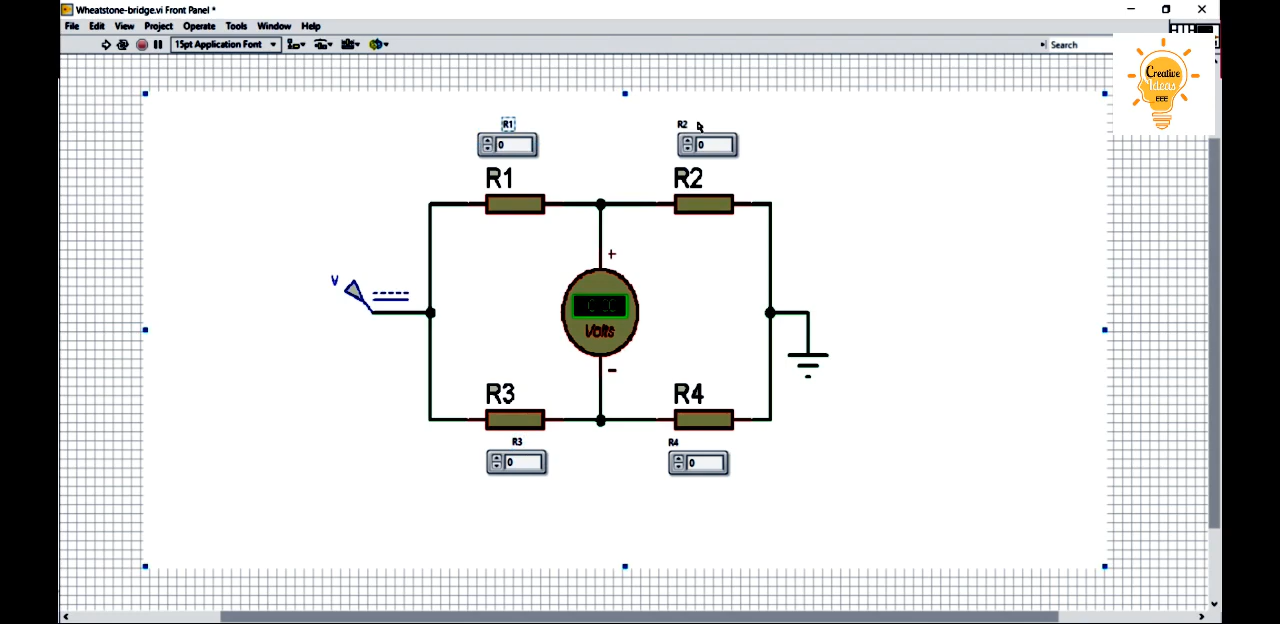 Wheatstone-bridge.vi Front Panel *
File Edit View Project Operate Tools Window Help
15pt Application Font
Search
Creative
Ideas
EEE
R1
R2
0
0
R1
R2
+
V
Volts
-
R3
R4
R3
R4
0
0